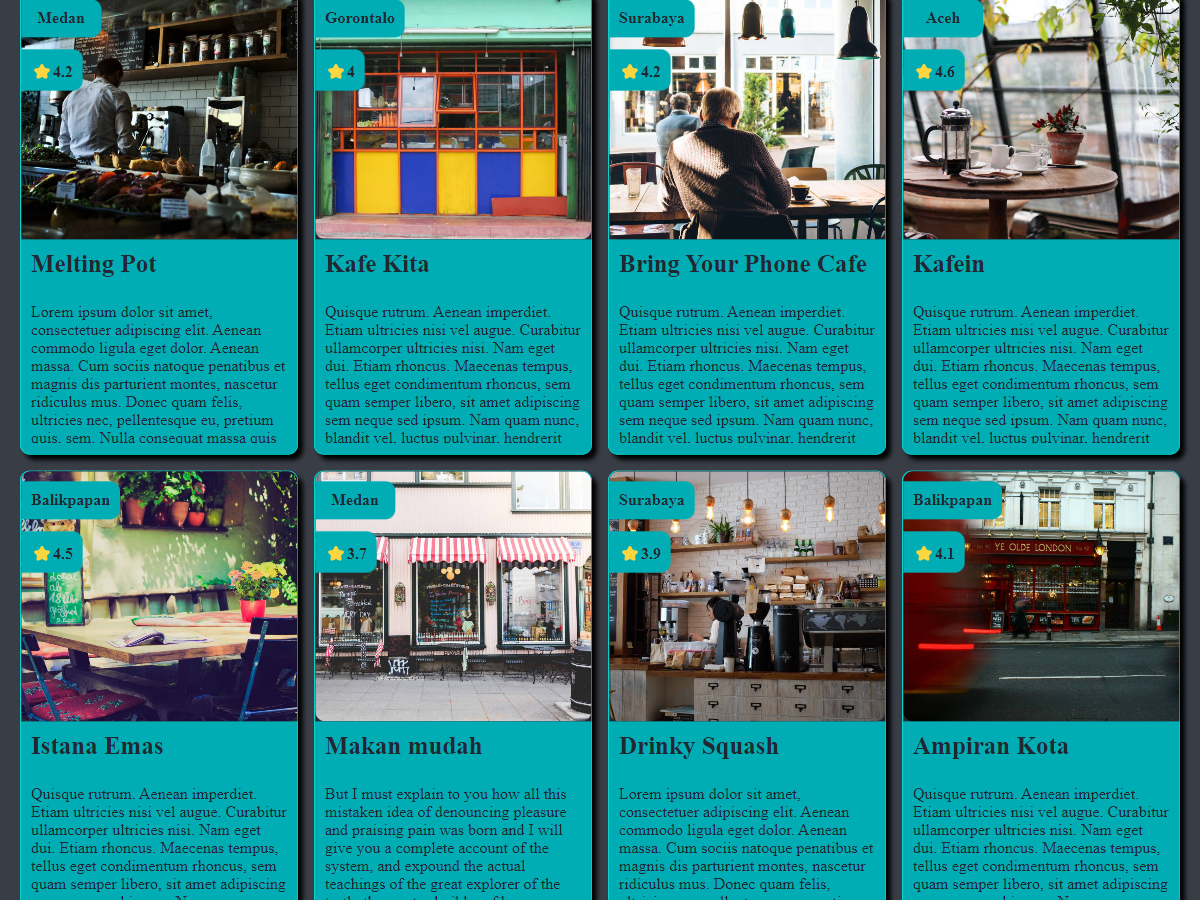 Medan
4.2
Melting Pot
Lorem ipsum dolor sit amet,
consectetuer adipiscing elit. Aenean
commodo ligula eget dolor. Aenean
massa. Cum sociis natoque penatibus et
magnis dis parturient montes, nascetur
ridiculus mus. Donec quam felis,
ultricies nec, pellentesque eu, pretium
quis, sem. Nulla consequat massa quis
Gorontalo
4
Kafe Kita
Quisque rutrum. Aenean imperdiet.
Etiam ultricies nisi vel augue. Curabitur
ullamcorper ultricies nisi. Nam eget
dui. Etiam rhoncus. Maecenas tempus,
tellus eget condimentum rhoncus, sem
quam semper libero, sit amet adipiscing
sem neque sed ipsum. Nam quam nunc,
blandit vel, luctus pulvinar, hendrerit
Surabaya
4.2
Bring Your Phone Cafe
Quisque rutrum. Aenean imperdiet.
Etiam ultricies nisi vel augue. Curabitur
ullamcorper ultricies nisi. Nam eget
dui. Etiam rhoncus. Maecenas tempus,
tellus eget condimentum rhoncus, sem
quam semper libero, sit amet adipiscing
sem neque sed ipsum. Nam quam nunc,
blandit vel, luctus pulvinar, hendrerit
Aceh
4.6
Kafein
Quisque rutrum. Aenean imperdiet.
Etiam ultricies nisi vel augue. Curabitur
ullamcorper ultricies nisi. Nam eget
dui. Etiam rhoncus. Maecenas tempus,
tellus eget condimentum rhoncus, sem
quam semper libero, sit amet adipiscing
sem neque sed ipsum. Nam quam nunc,
blandit vel, luctus pulvinar, hendrerit
Balikpapan
4.5
Istana Emas
Quisque rutrum. Aenean imperdiet.
Etiam ultricies nisi vel augue. Curabitur
ullamcorper ultricies nisi. Nam eget
dui. Etiam rhoncus. Maecenas tempus,
tellus eget condimentum rhoncus, sem
quam semper libero, sit amet adipiscing
Medan
3.7
Makan mudah
But I must explain to you how all this
mistaken idea of denouncing pleasure
and praising pain was born and I will
give you a complete account of the
system, and expound the actual
teachings of the great explorer of the
Surabaya
3.9
Drinky Squash
Lorem ipsum dolor sit amet,
consectetuer adipiscing elit. Aenean
commodo ligula eget dolor. Aenean
massa. Cum sociis natoque penatibus et
magnis dis parturient montes, nascetur
ridiculus mus. Donec quam felis,
Balikpapan
4.1
YE OLDE LONDON
Ampiran Kota
Quisque rutrum. Aenean imperdiet.
Etiam ultricies nisi vel augue. Curabitur
ullamcorper ultricies nisi. Nam eget
dui. Etiam rhoncus. Maecenas tempus,
tellus eget condimentum rhoncus, sem
quam semper libero, sit amet adipiscing